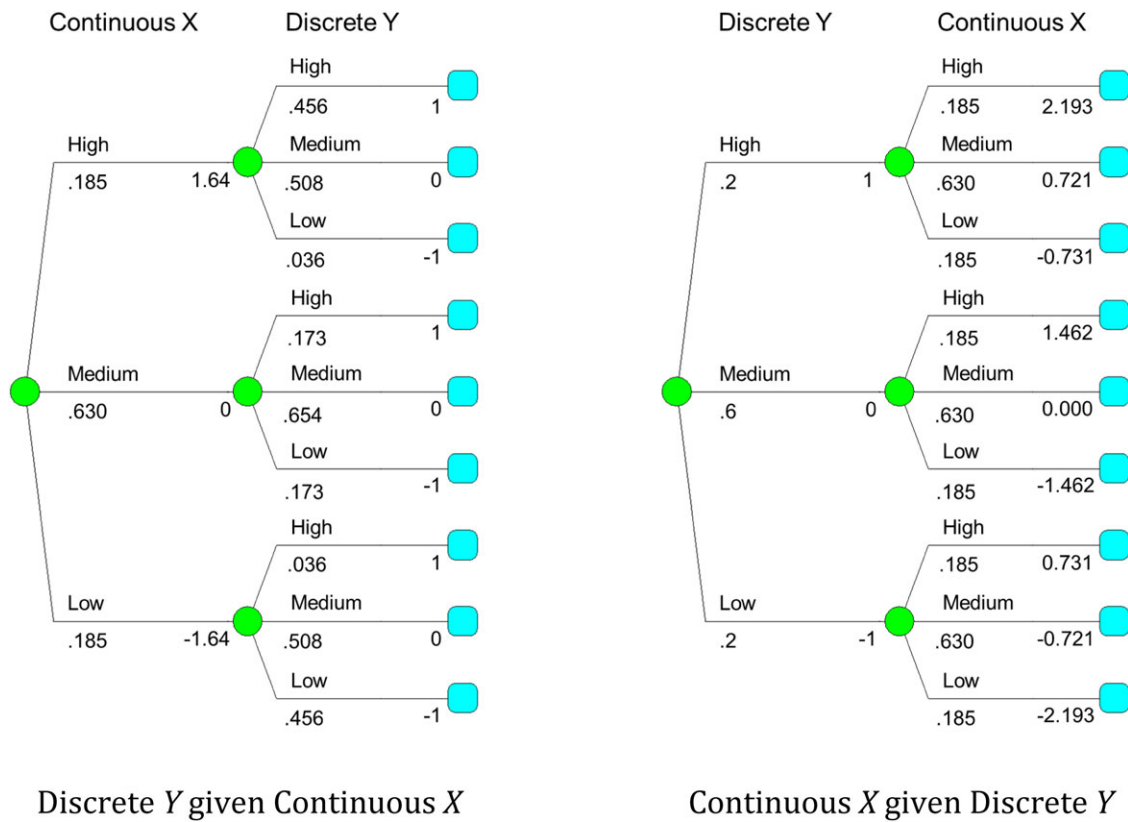 Continuous X Discrete Y
High
.456 1
High
.185 1.64
Medium
.508 0
Low
.036 -1
High
.173 1
Medium
.630 0
Medium
.654 0
Low
.173 -1
High
.036 1
Low
.185 -1.64
Medium
.508 0
Low
.456 -1
Discrete Y given Continuous X
Discrete Y Continuous X
High
.185 2.193
High
.2 1
Medium
.630 0.721
Low
.185 -0.731
High
.185 1.462
Medium
.6 0
Medium
.630 0.000
Low
.185 -1.462
High
.185 0.731
Low
.2 -1
Medium
.630 -0.721
Low
.185 -2.193
Continuous X given Discrete Y